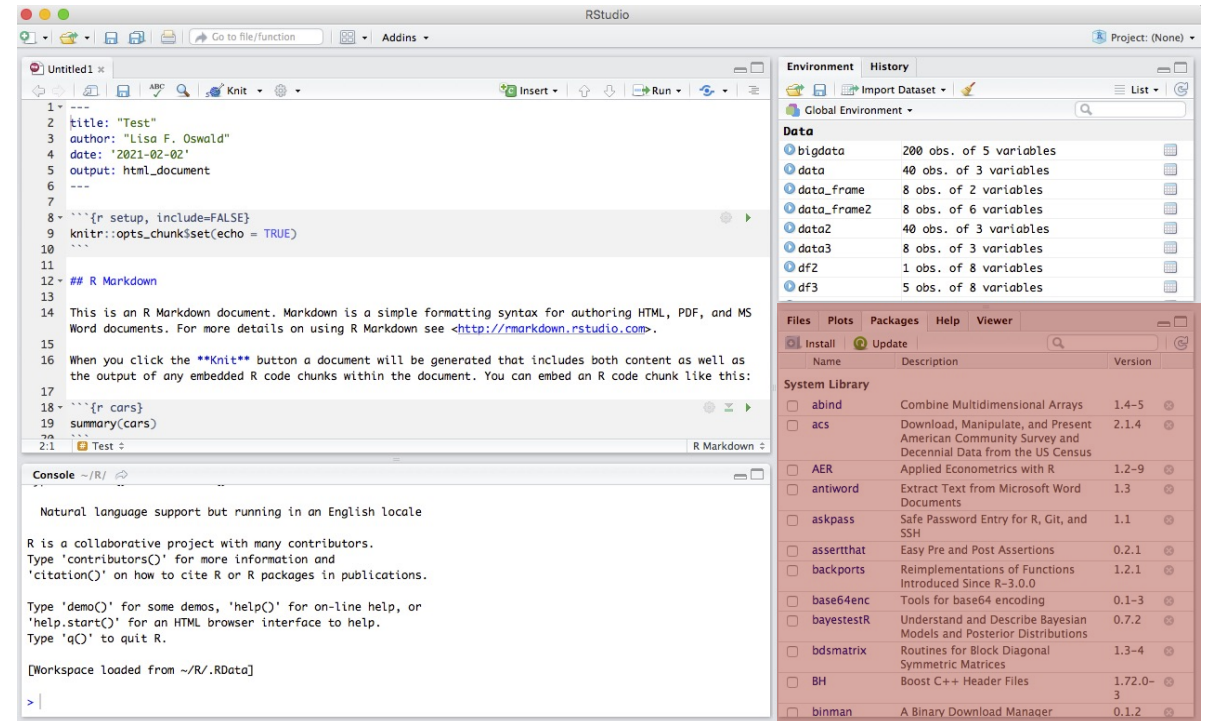 RStudio
Go to file/function
Addins
Project: (None)
Untitled1
ABC
Knit
Insert
Run
1 ---
2 title: "Test"
3 author: "Lisa F. Oswald"
4 date: '2021-02-02'
5 output: html_document
6 ---
7
8 ```{r setup, include=FALSE}
9 knitr::opts_chunk$set(echo = TRUE)
10 ```
11
12 ## R Markdown
13
14 This is an R Markdown document. Markdown is a simple formatting syntax for authoring HTML, PDF, and MS
Word documents. For more details on using R Markdown see <http://rmarkdown.rstudio.com>.
15
16 When you click the **Knit** button a document will be generated that includes both content as well as
the output of any embedded R code chunks within the document. You can embed an R code chunk like this:
17
18 ```{r cars}
19 summary(cars)
20 ```
2:1 # Test
R Markdown
Console ~/R/
Natural language support but running in an English locale
R is a collaborative project with many contributors.
Type 'contributors()' for more information and
'citation()' on how to cite R or R packages in publications.
Type 'demo()' for some demos, 'help()' for on-line help, or
'help.start()' for an HTML browser interface to help.
Type 'q()' to quit R.
[Workspace loaded from ~/R/.RData]
>
Environment History
Import Dataset
List
Global Environment
Data
bigdata 200 obs. of 5 variables
data 40 obs. of 3 variables
data_frame 8 obs. of 2 variables
data_frame2 8 obs. of 6 variables
data2 40 obs. of 3 variables
data3 8 obs. of 3 variables
df2 1 obs. of 8 variables
df3 5 obs. of 8 variables
Files Plots Packages Help Viewer
Install Update
Name Description Version
System Library
abind Combine Multidimensional Arrays 1.4-5
acs Download, Manipulate, and Present 2.1.4
American Community Survey and
Decennial Data from the US Census
AER Applied Econometrics with R 1.2-9
antiword Extract Text from Microsoft Word 1.3
Documents
askpass Safe Password Entry for R, Git, and 1.1
SSH
assertthat Easy Pre and Post Assertions 0.2.1
backports Reimplementations of Functions 1.2.1
Introduced Since R-3.0.0
base64enc Tools for base64 encoding 0.1-3
bayestestR Understand and Describe Bayesian 0.7.2
Models and Posterior Distributions
bdsmatrix Routines for Block Diagonal 1.3-4
Symmetric Matrices
BH Boost C++ Header Files 1.72.0-
3
binman A Binary Download Manager 0.1.2